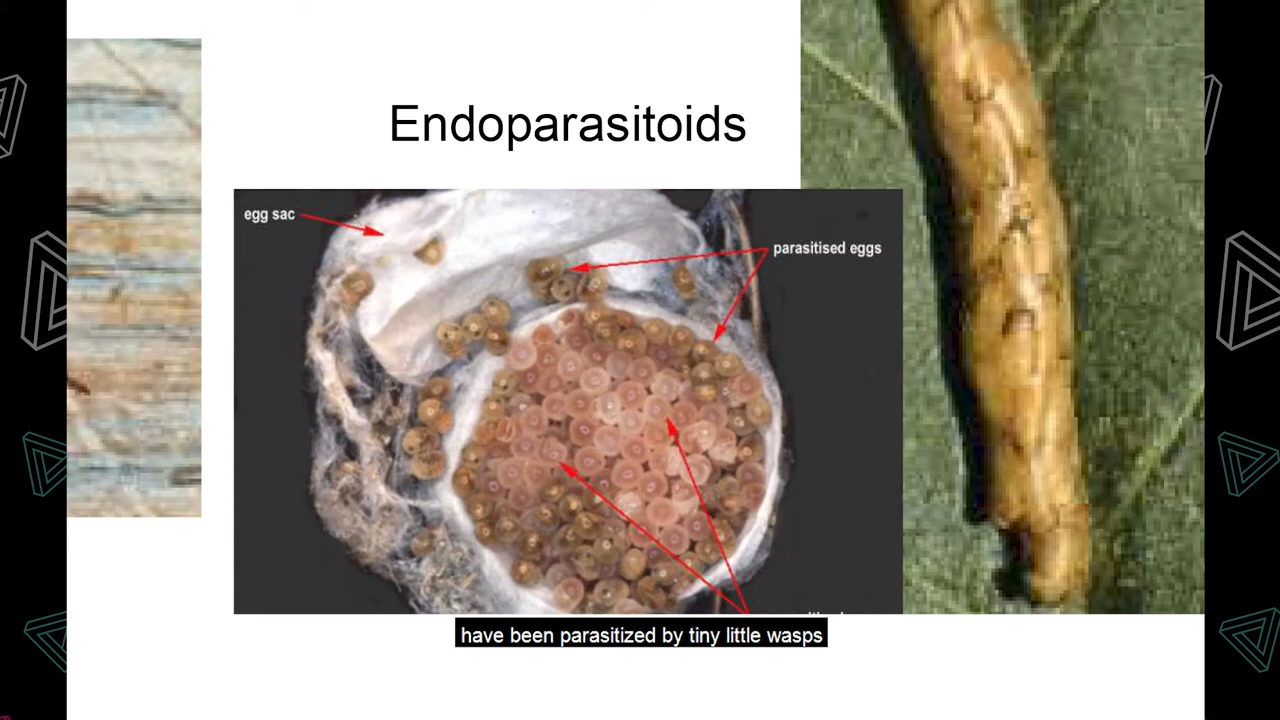 Endoparasitoids
egg sac
parasitised eggs
have been parasitized by tiny little wasps